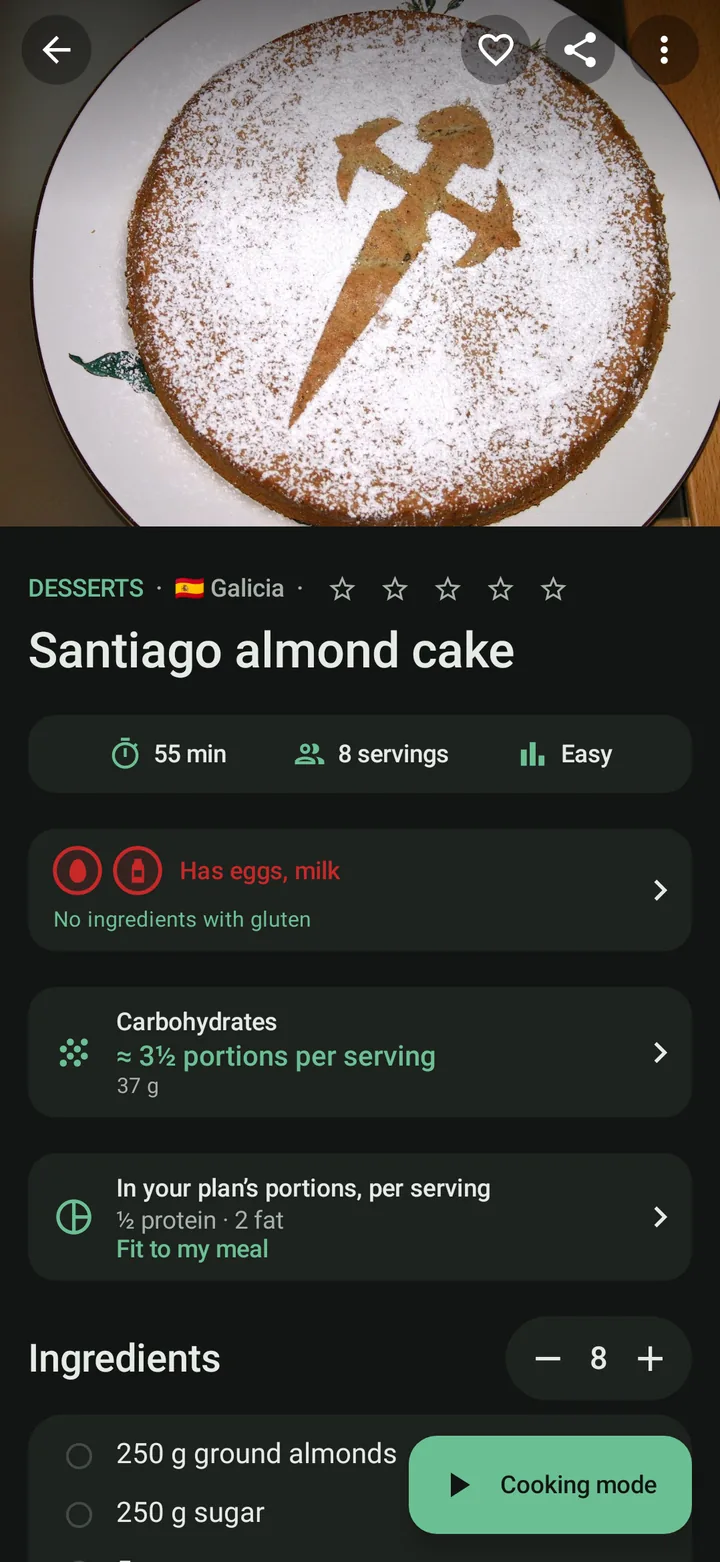 DESSERTS · 🇪🇸 Galicia ·
Santiago almond cake
55 min
8 servings
Easy
Has eggs, milk
No ingredients with gluten
Carbohydrates
≈ 3½ portions per serving
37 g
In your plan’s portions, per serving
½ protein · 2 fat
Fit to my meal
Ingredients
8
250 g ground almonds
Cooking mode
250 g sugar